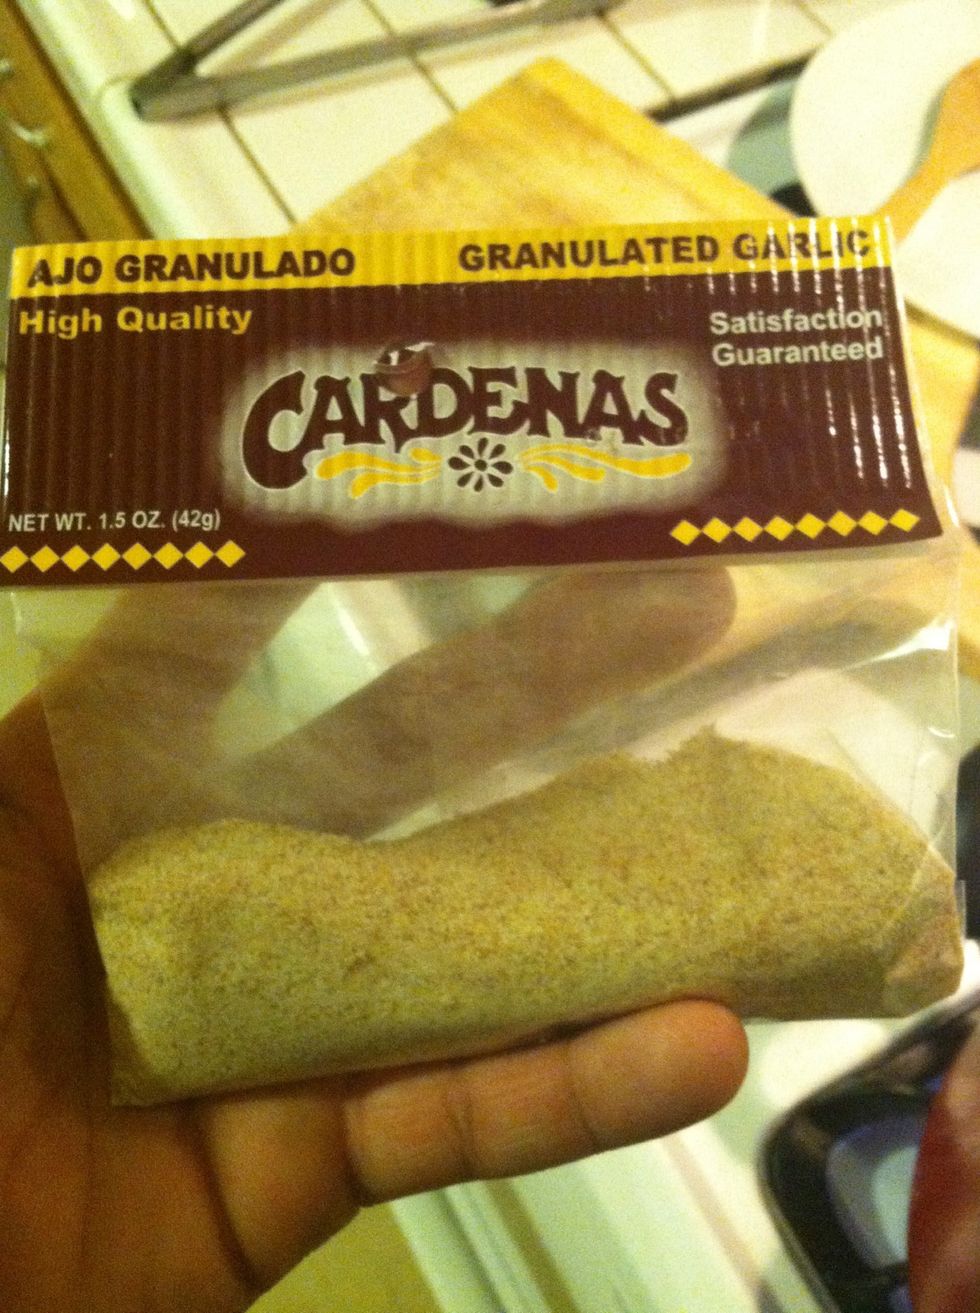 AJO GRANULADO GRANULATED GARLIC
High Quality
Satisfaction
Guaranteed
CARDENAS
NET WT. 1.5 OZ. (42g)